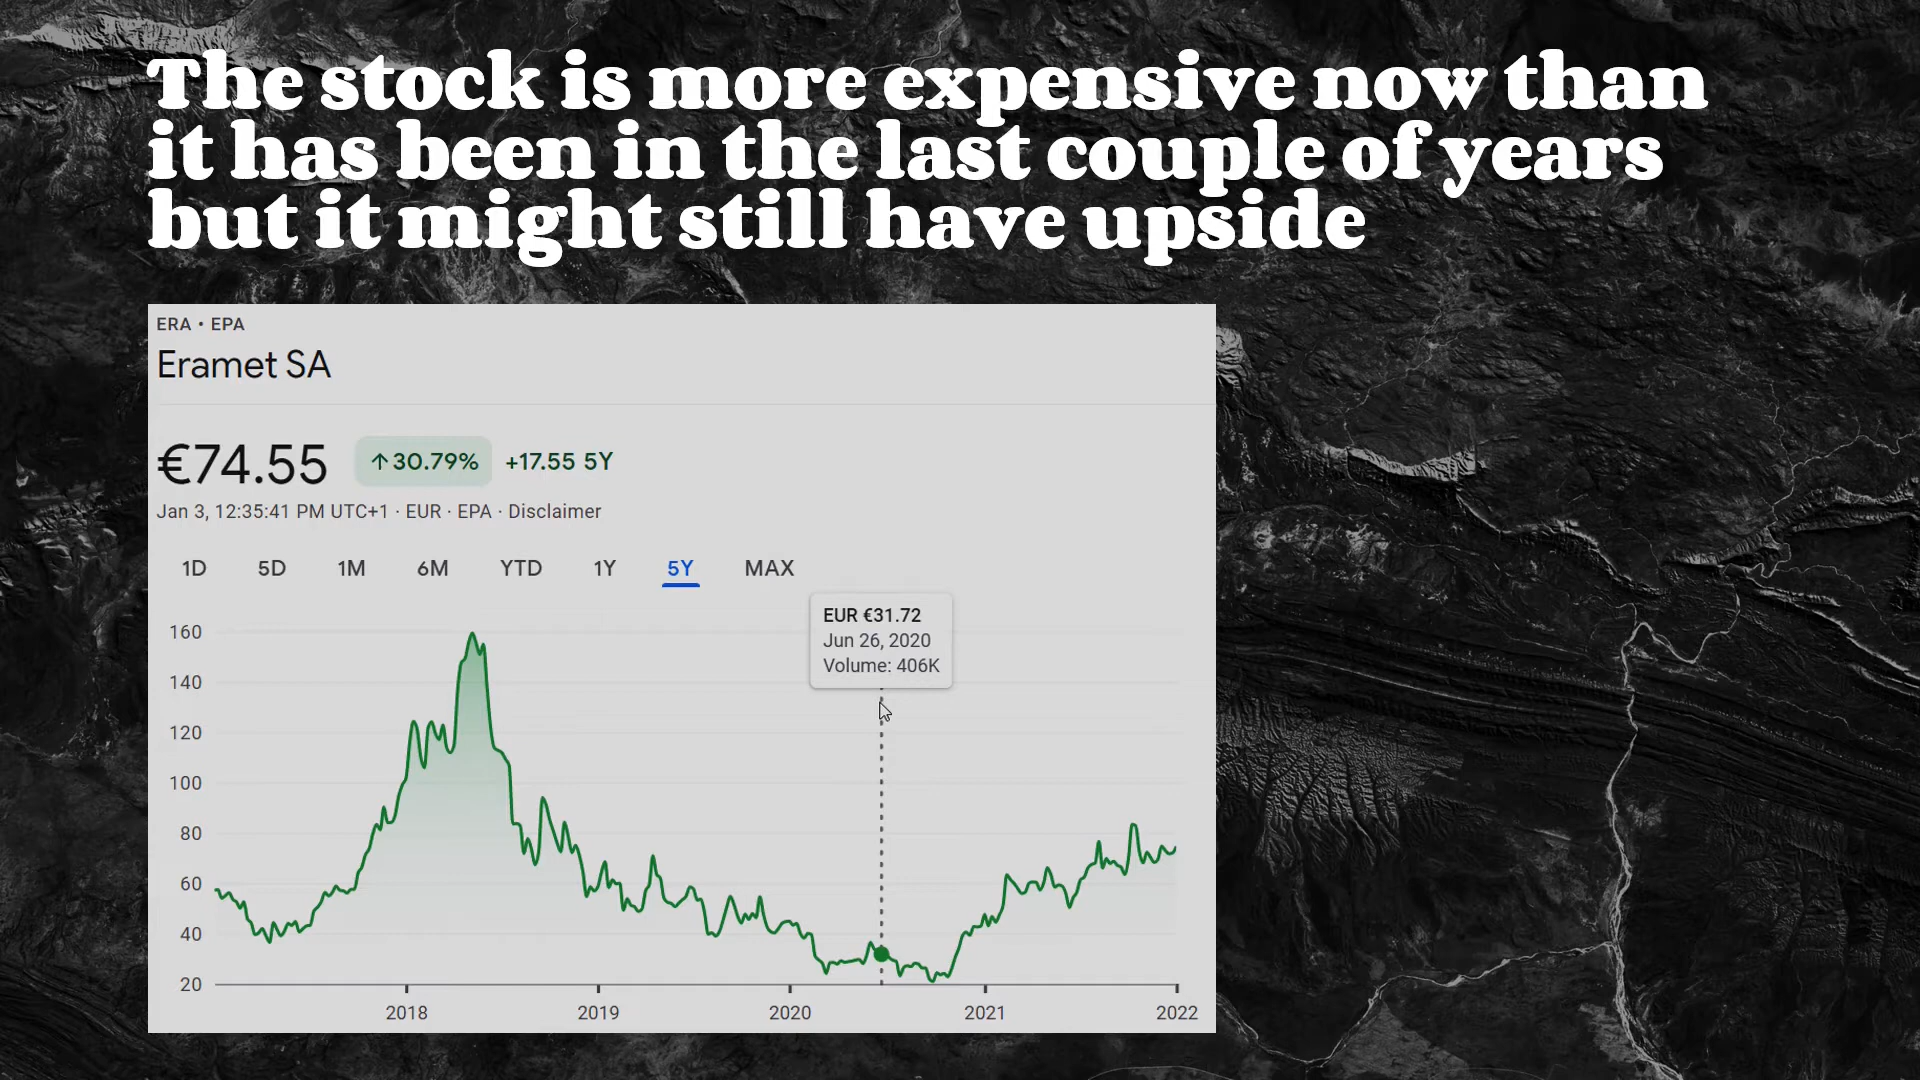 The stock is more expensive now than
it has been in the last couple of years
but it might still have upside
ERA • EPA
Eramet SA
€74.55 ↑30.79% +17.55 5Y
Jan 3, 12:35:41 PM UTC+1 · EUR · EPA · Disclaimer
1D 5D 1M 6M YTD 1Y 5Y MAX
EUR €31.72
Jun 26, 2020
Volume: 406K
160
140
120
100
80
60
40
20
2018 2019 2020 2021 2022